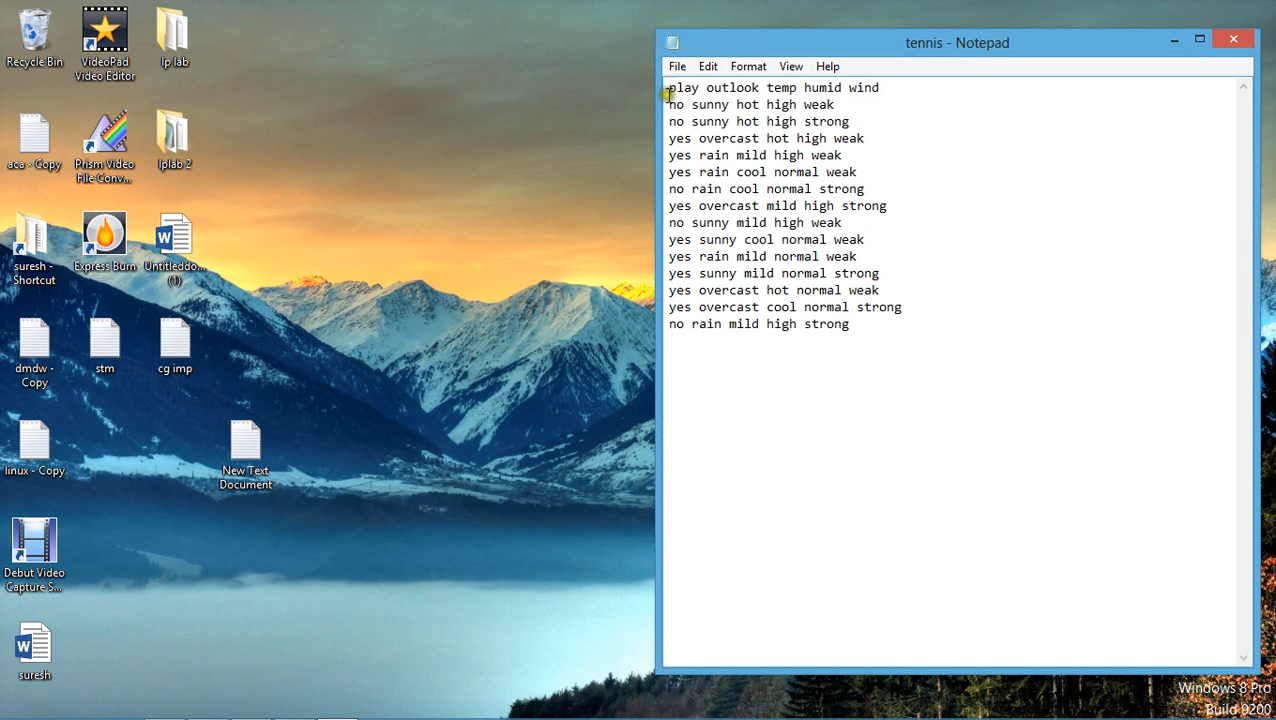 Recycle Bin
VideoPad
Video Editor
lp lab
aca - Copy
Prism Video
File Conv...
lplab 2
suresh -
Shortcut
Express Burn
Untitleddo...
(1)
dmdw -
Copy
stm
cg imp
linux - Copy
New Text
Document
Debut Video
Capture S...
suresh
tennis - Notepad
File Edit Format View Help
play outlook temp humid wind
no sunny hot high weak
no sunny hot high strong
yes overcast hot high weak
yes rain mild high weak
yes rain cool normal weak
no rain cool normal strong
yes overcast mild high strong
no sunny mild high weak
yes sunny cool normal weak
yes rain mild normal weak
yes sunny mild normal strong
yes overcast hot normal weak
yes overcast cool normal strong
no rain mild high strong
Windows 8 Pro
Build 9200